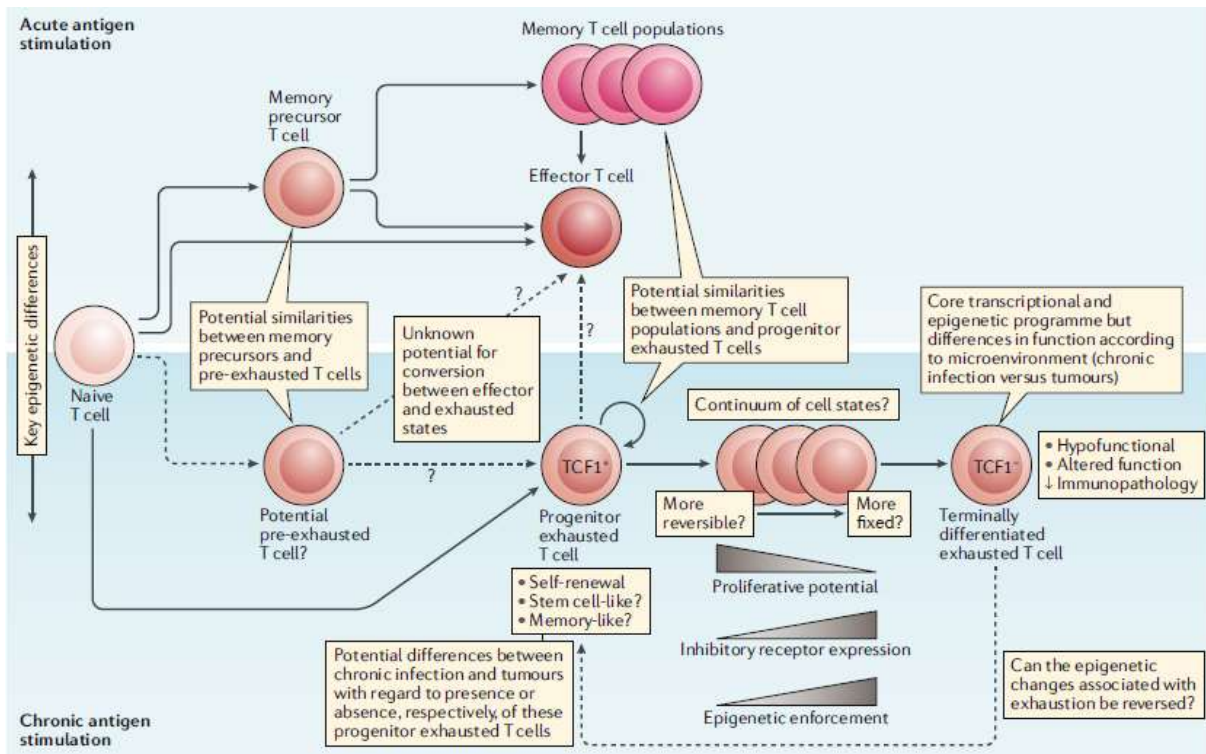 Acute antigen
stimulation
Memory T cell populations
Memory
precursor
T cell
Effector T cell
Key epigenetic differences
Naive
T cell
Potential similarities
between memory
precursors and
pre-exhausted T cells
Unknown
potential for
conversion
between effector
and exhausted
states
?
?
Potential similarities
between memory T cell
populations and progenitor
exhausted T cells
Core transcriptional and
epigenetic programme but
differences in function according
to microenvironment (chronic
infection versus tumours)
Continuum of cell states?
?
TCF1⁺
TCF1⁻
• Hypofunctional
• Altered function
↓ Immunopathology
Potential
pre-exhausted
T cell?
Progenitor
exhausted
T cell
More
reversible?
More
fixed?
Terminally
differentiated
exhausted T cell
• Self-renewal
• Stem cell-like?
• Memory-like?
Proliferative potential
Inhibitory receptor expression
Epigenetic enforcement
Potential differences between
chronic infection and tumours
with regard to presence or
absence, respectively, of these
progenitor exhausted T cells
Can the epigenetic
changes associated with
exhaustion be reversed?
Chronic antigen
stimulation